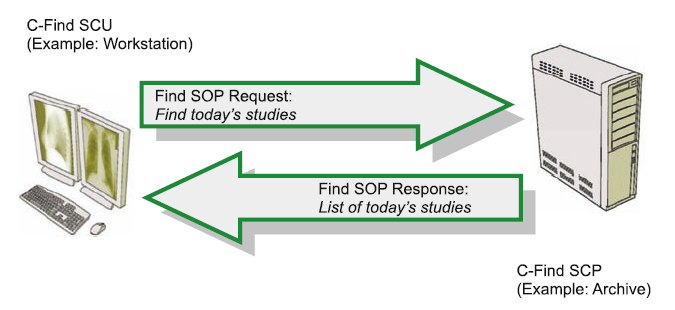 C-Find SCU
(Example: Workstation)
Find SOP Request:
Find today's studies
Find SOP Response:
List of today's studies
C-Find SCP
(Example: Archive)